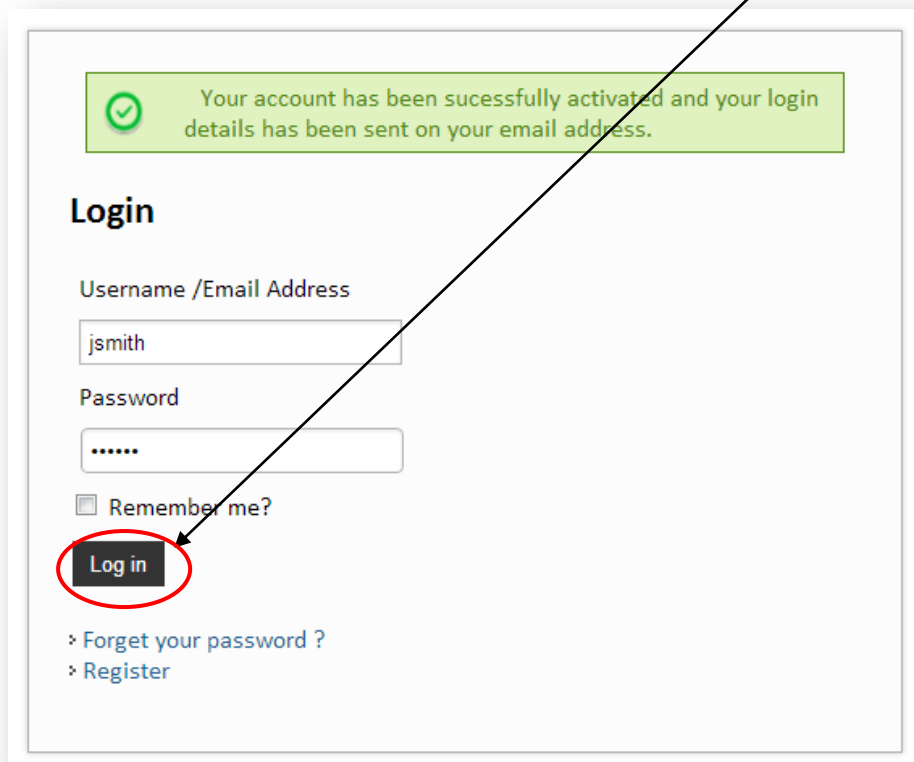 Your account has been sucessfully activated and your login
details has been sent on your email address.
Login
Username /Email Address
jsmith
Password
••••••
Remember me?
Log in
Forget your password ?
Register